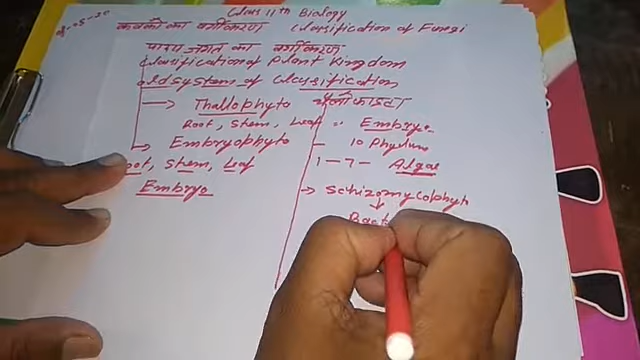 Class 11th Biology
कवकों का वर्गीकरण Classification of Fungi
पादप जगत का वर्गीकरण
Classification of Plant Kingdom
old system of Classification
Thallophyta
Root, Stem, Leaf
Embryophyta
Root, Stem, Leaf
Embryo
थैलोफाइटा
Embryo
10 Phylum
1-7- Algae
Schizomycophyta
Bact